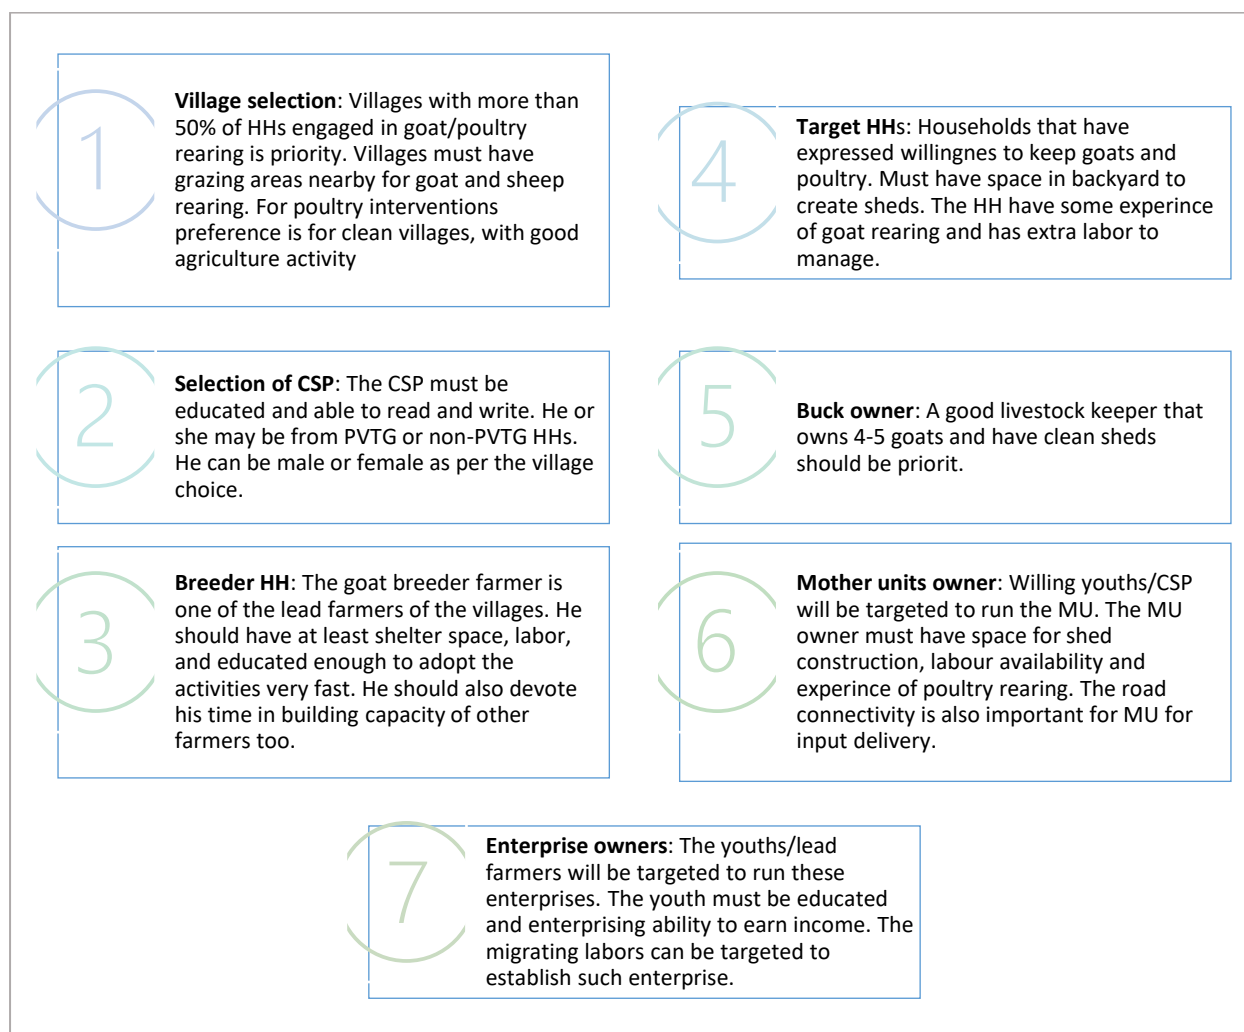 1
Village selection: Villages with more than
50% of HHs engaged in goat/poultry
rearing is priority. Villages must have
grazing areas nearby for goat and sheep
rearing. For poultry interventions
preference is for clean villages, with good
agriculture activity
2
Selection of CSP: The CSP must be
educated and able to read and write. He or
she may be from PVTG or non-PVTG HHs.
He can be male or female as per the village
choice.
3
Breeder HH: The goat breeder farmer is
one of the lead farmers of the villages. He
should have at least shelter space, labor,
and educated enough to adopt the
activities very fast. He should also devote
his time in building capacity of other
farmers too.
4
Target HHs: Households that have
expressed willingnes to keep goats and
poultry. Must have space in backyard to
create sheds. The HH have some experince
of goat rearing and has extra labor to
manage.
5
Buck owner: A good livestock keeper that
owns 4-5 goats and have clean sheds
should be priorit.
6
Mother units owner: Willing youths/CSP
will be targeted to run the MU. The MU
owner must have space for shed
construction, labour availability and
experince of poultry rearing. The road
connectivity is also important for MU for
input delivery.
7
Enterprise owners: The youths/lead
farmers will be targeted to run these
enterprises. The youth must be educated
and enterprising ability to earn income. The
migrating labors can be targeted to
establish such enterprise.